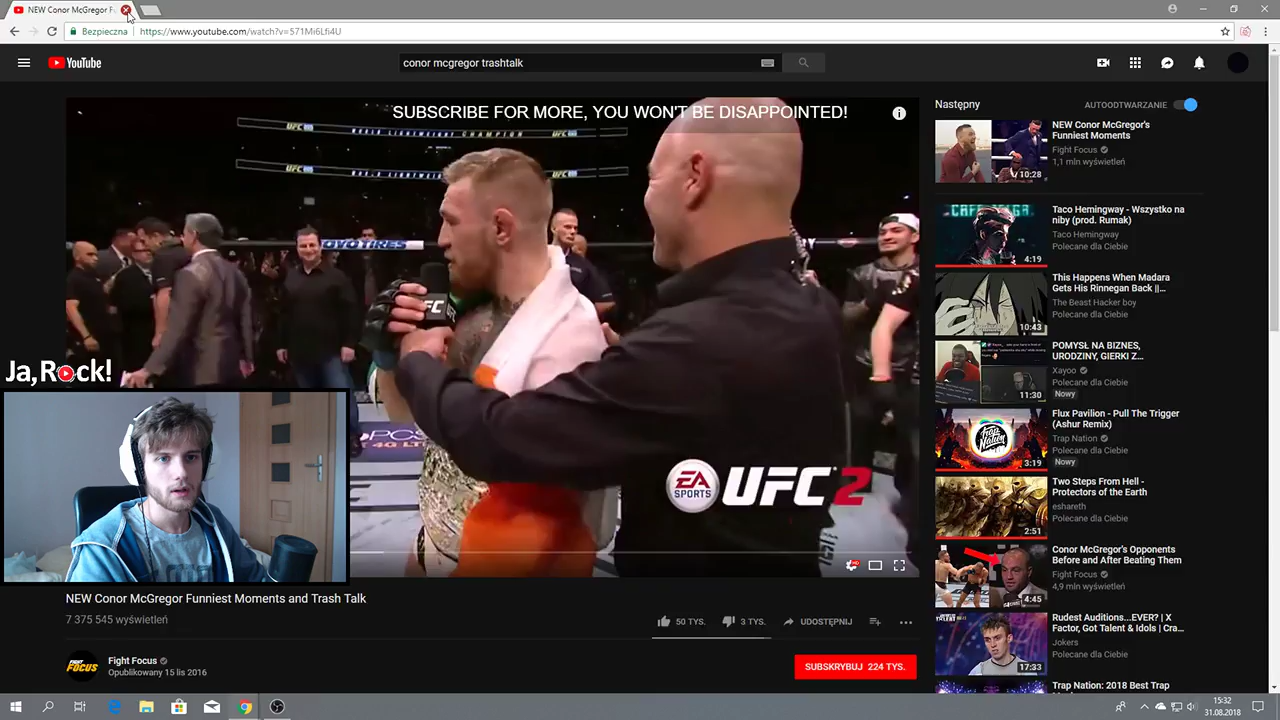 NEW Conor McGregor Fu
Bezpieczna
https://www.youtube.com/watch?v=571Mi6Lfi4U
YouTube
conor mcgregor trashtalk
SUBSCRIBE FOR MORE, YOU WON'T BE DISAPPOINTED!
TOYO TIRES
UFC
EA
SPORTS
UFC 2
Ja,Rock!
NEW Conor McGregor Funniest Moments and Trash Talk
7 375 545 wyświetleń
50 TYS.
3 TYS.
UDOSTĘPNIJ
FIGHT
FOCUS
Fight Focus
Opublikowany 15 lis 2016
SUBSKRYBUJ 224 TYS.
Następny
AUTOODTWARZANIE
NEW Conor McGregor's
Funniest Moments
Fight Focus
1,1 mln wyświetleń
10:28
Taco Hemingway - Wszystko na
niby (prod. Rumak)
Taco Hemingway
Polecane dla Ciebie
4:19
This Happens When Madara
Gets His Rinnegan Back ||...
The Beast Hacker boy
Polecane dla Ciebie
10:43
POMYSŁ NA BIZNES,
URODZINY, GIERKI Z...
Xayoo
Polecane dla Ciebie
Nowy
11:30
Flux Pavilion - Pull The Trigger
(Ashur Remix)
Trap Nation
Polecane dla Ciebie
Nowy
3:19
Two Steps From Hell -
Protectors of the Earth
eshareth
Polecane dla Ciebie
2:51
Conor McGregor's Opponents
Before and After Beating Them
Fight Focus
4,9 mln wyświetleń
4:45
Rudest Auditions...EVER? | X
Factor, Got Talent & Idols | Cra...
Jokers
Polecane dla Ciebie
17:33
Trap Nation: 2018 Best Trap
15:32
31.08.2018